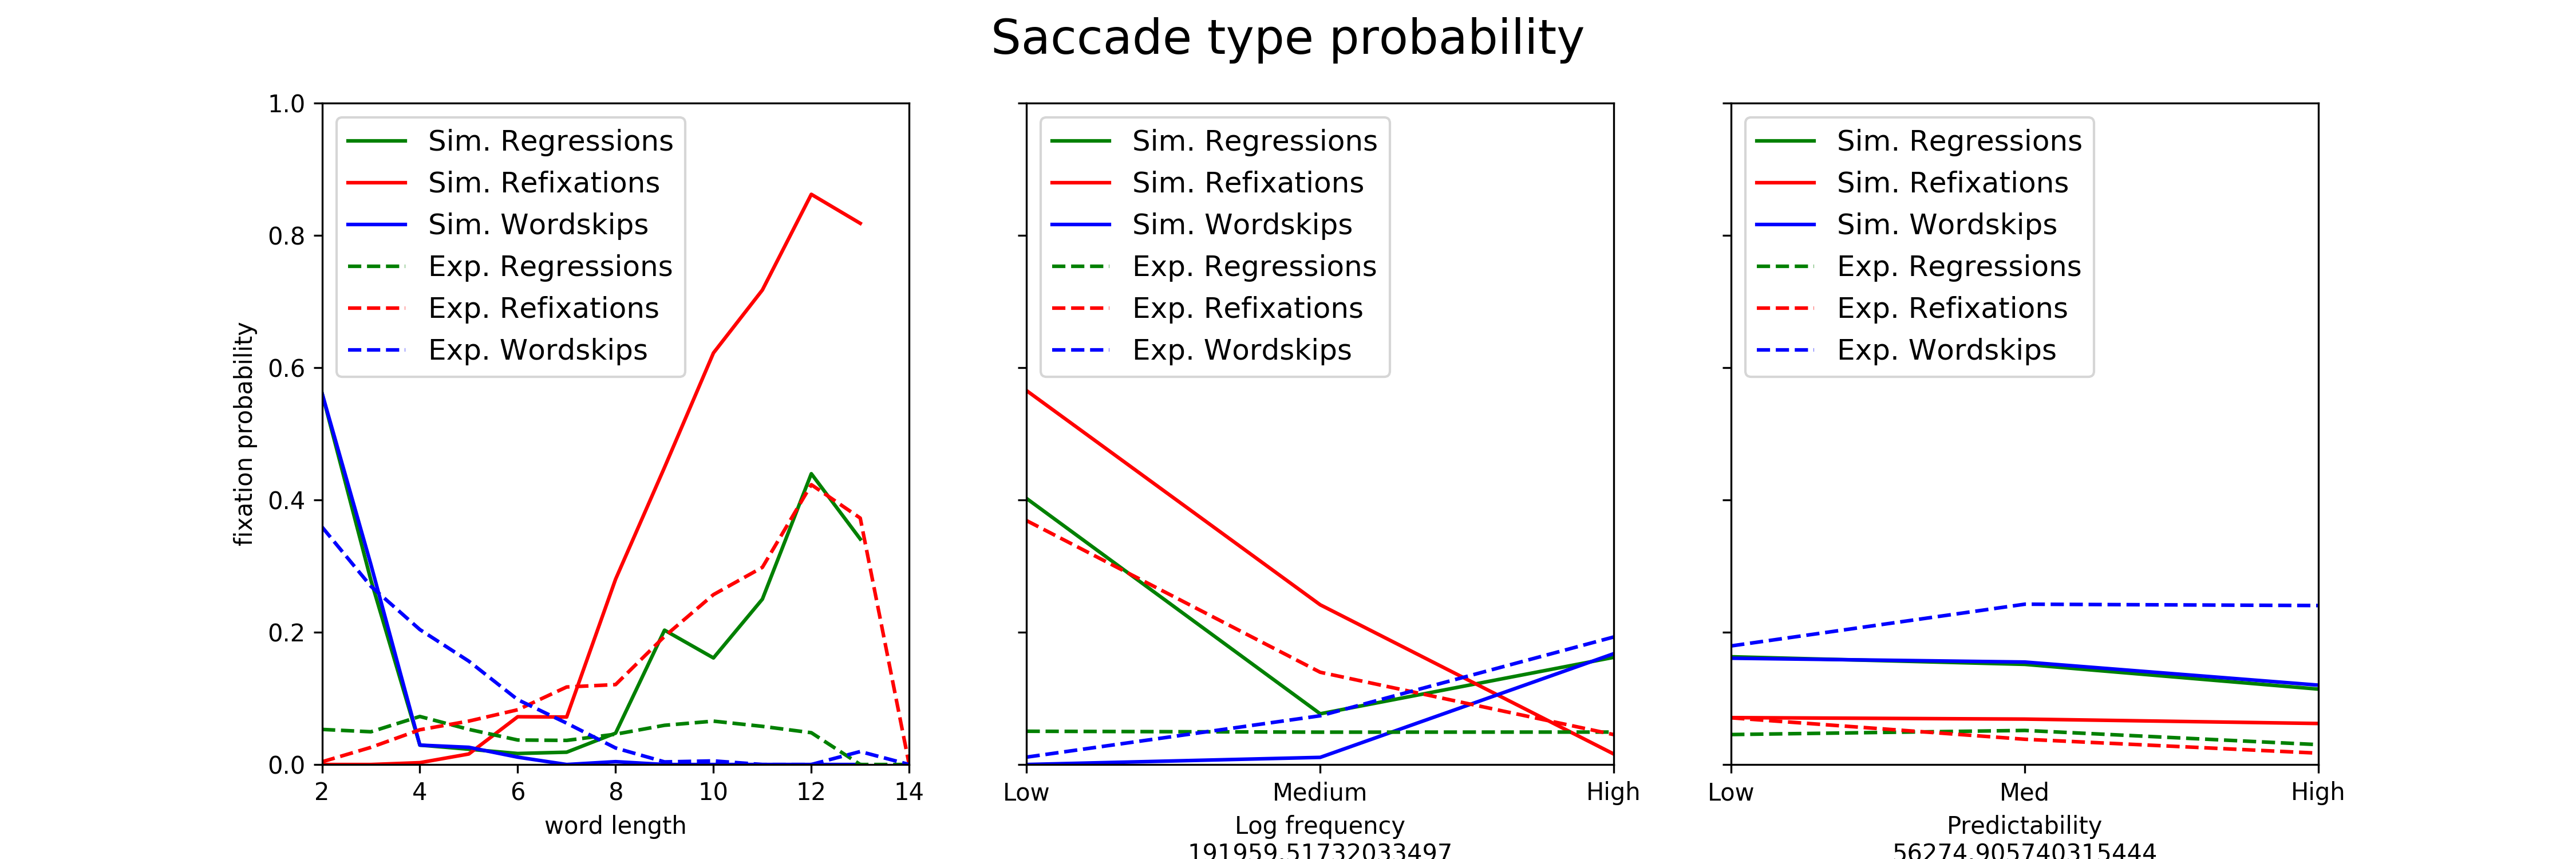 Saccade type probability
1.0
0.8
0.6
0.4
0.2
0.0
fixation probability
Sim. Regressions
Sim. Refixations
Sim. Wordskips
Exp. Regressions
Exp. Refixations
Exp. Wordskips
2 4 6 8 10 12 14
word length
Sim. Regressions
Sim. Refixations
Sim. Wordskips
Exp. Regressions
Exp. Refixations
Exp. Wordskips
Low Medium High
Log frequency
191959.51732033497
Sim. Regressions
Sim. Refixations
Sim. Wordskips
Exp. Regressions
Exp. Refixations
Exp. Wordskips
Low Med High
Predictability
56274.905740315444